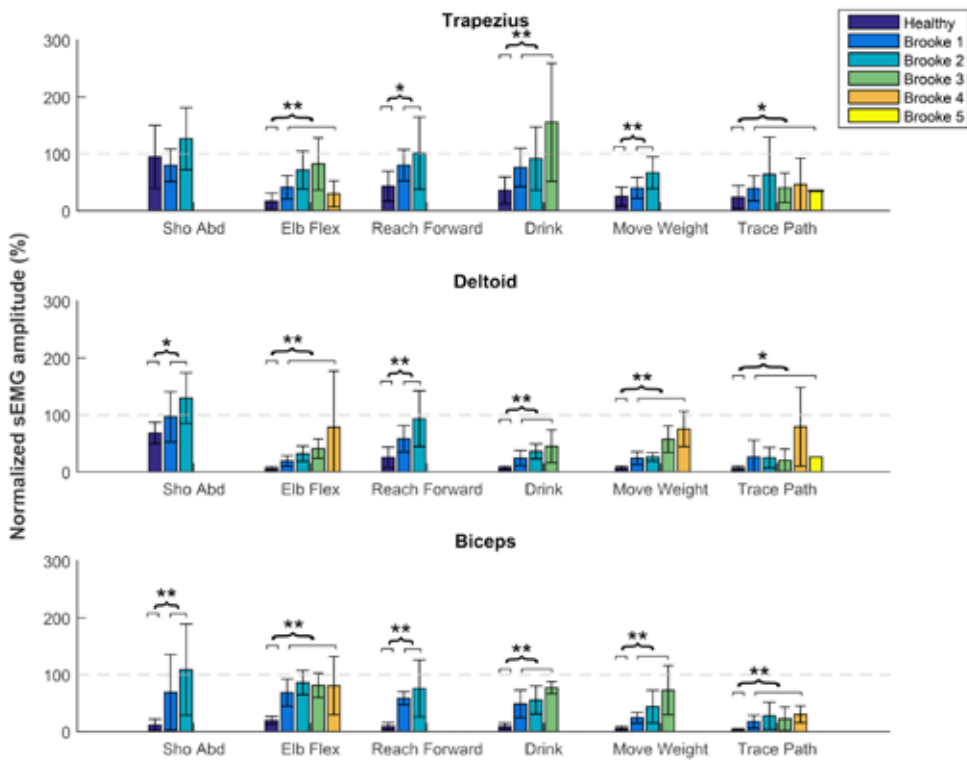 Trapezius
Healthy
Brooke 1
Brooke 2
Brooke 3
Brooke 4
Brooke 5
300
200
100
0
** * ** ** *
Sho Abd Elb Flex Reach Forward Drink Move Weight Trace Path
Normalized sEMG amplitude (%)
Deltoid
300
200
100
0
* ** ** ** ** *
Sho Abd Elb Flex Reach Forward Drink Move Weight Trace Path
Biceps
300
200
100
0
** ** ** ** ** **
Sho Abd Elb Flex Reach Forward Drink Move Weight Trace Path